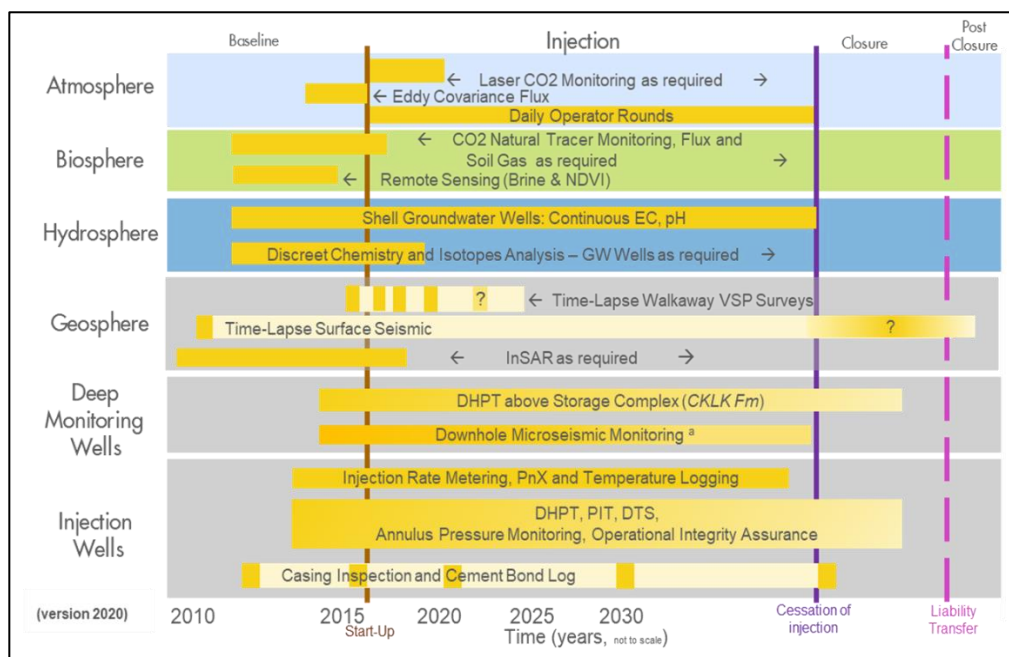 Baseline
Injection
Closure
Post
Closure
Atmosphere
← Laser CO2 Monitoring as required →
← Eddy Covariance Flux
Daily Operator Rounds
Biosphere
← CO2 Natural Tracer Monitoring, Flux and
Soil Gas as required →
← Remote Sensing (Brine & NDVI)
Hydrosphere
Shell Groundwater Wells: Continuous EC, pH
Discreet Chemistry and Isotopes Analysis – GW Wells as required →
Geosphere
?
← Time-Lapse Walkaway VSP Surveys
Time-Lapse Surface Seismic
?
← InSAR as required →
Deep
Monitoring
Wells
DHPT above Storage Complex (CKLK Fm)
Downhole Microseismic Monitoring a
Injection
Wells
Injection Rate Metering, PnX and Temperature Logging
DHPT, PIT, DTS,
Annulus Pressure Monitoring, Operational Integrity Assurance
Casing Inspection and Cement Bond Log
(version 2020)
2010
2015
2020
2025
2030
Start-Up
Time (years, not to scale)
Cessation of
injection
Liability
Transfer